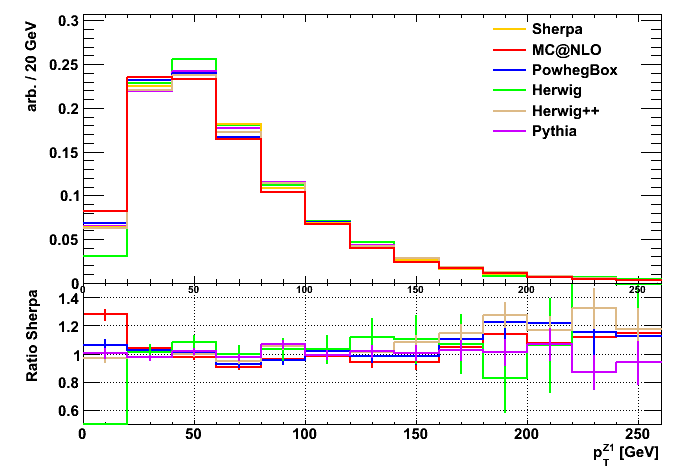 arb. / 20 GeV
0.3
0.25
0.2
0.15
0.1
0.05
0
Sherpa
MC@NLO
PowhegBox
Herwig
Herwig++
Pythia
0 50 100 150 200 250
Ratio Sherpa
1.4
1.2
1
0.8
0.6
0 50 100 150 200 250
p_T^{Z1} [GeV]